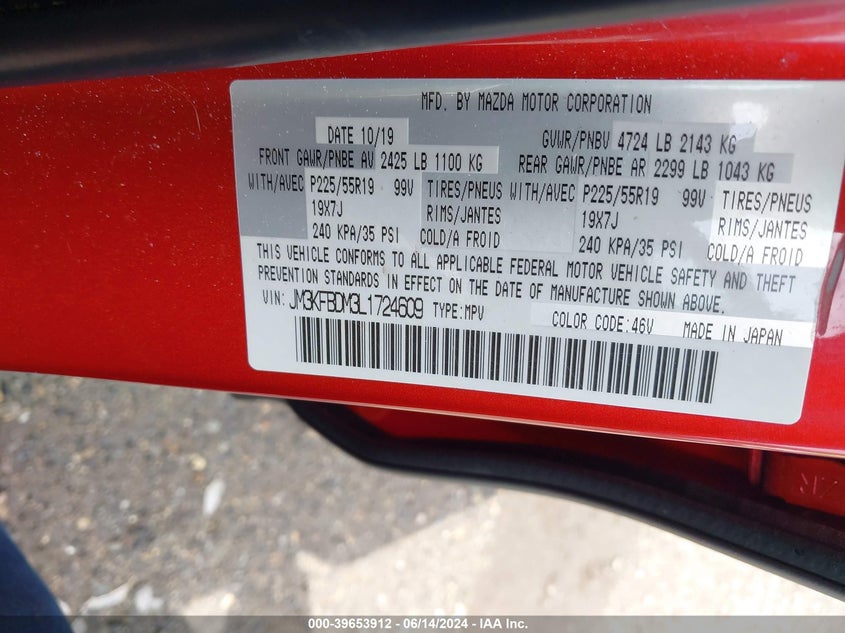 MFD. BY MAZDA MOTOR CORPORATION
DATE 10/19 GVWR/PNBV 4724 LB 2143 KG
FRONT GAWR/PNBE AV 2425 LB 1100 KG REAR GAWR/PNBE AR 2299 LB 1043 KG
WITH/AVEC P225/55R19 99V TIRES/PNEUS WITH/AVEC P225/55R19 99V TIRES/PNEUS
19X7J RIMS/JANTES 19X7J RIMS/JANTES
240 KPA/35 PSI COLD/A FROID 240 KPA/35 PSI COLD/A FROID
THIS VEHICLE CONFORMS TO ALL APPLICABLE FEDERAL MOTOR VEHICLE SAFETY AND THEFT
PREVENTION STANDARDS IN EFFECT ON THE DATE OF MANUFACTURE SHOWN ABOVE.
VIN: JM3KFBDM3L1724609 TYPE:MPV COLOR CODE:46V MADE IN JAPAN
000-39653912 - 06/14/2024 - IAA Inc.